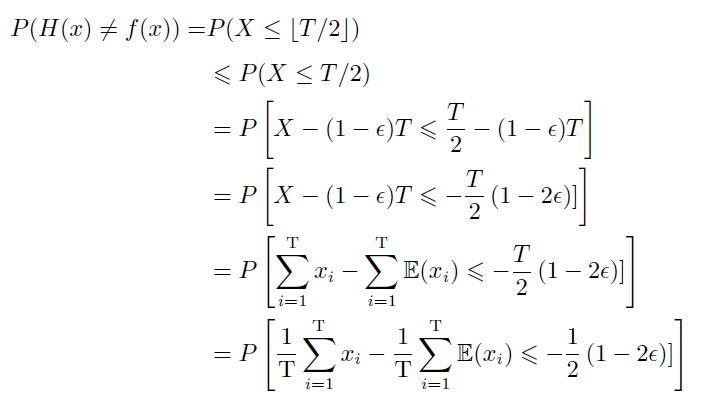 P(H(x) ≠ f(x)) =P(X ≤ ⌊T/2⌋)
⩽ P(X ≤ T/2)
= P [X − (1 − ϵ)T ⩽ T/2 − (1 − ϵ)T]
= P [X − (1 − ϵ)T ⩽ −T/2 (1 − 2ϵ)]]
= P [∑_{i=1}^{T} x_i − ∑_{i=1}^{T} 𝔼(x_i) ⩽ −T/2 (1 − 2ϵ)]]
= P [1/T ∑_{i=1}^{T} x_i − 1/T ∑_{i=1}^{T} 𝔼(x_i) ⩽ −1/2 (1 − 2ϵ)]]